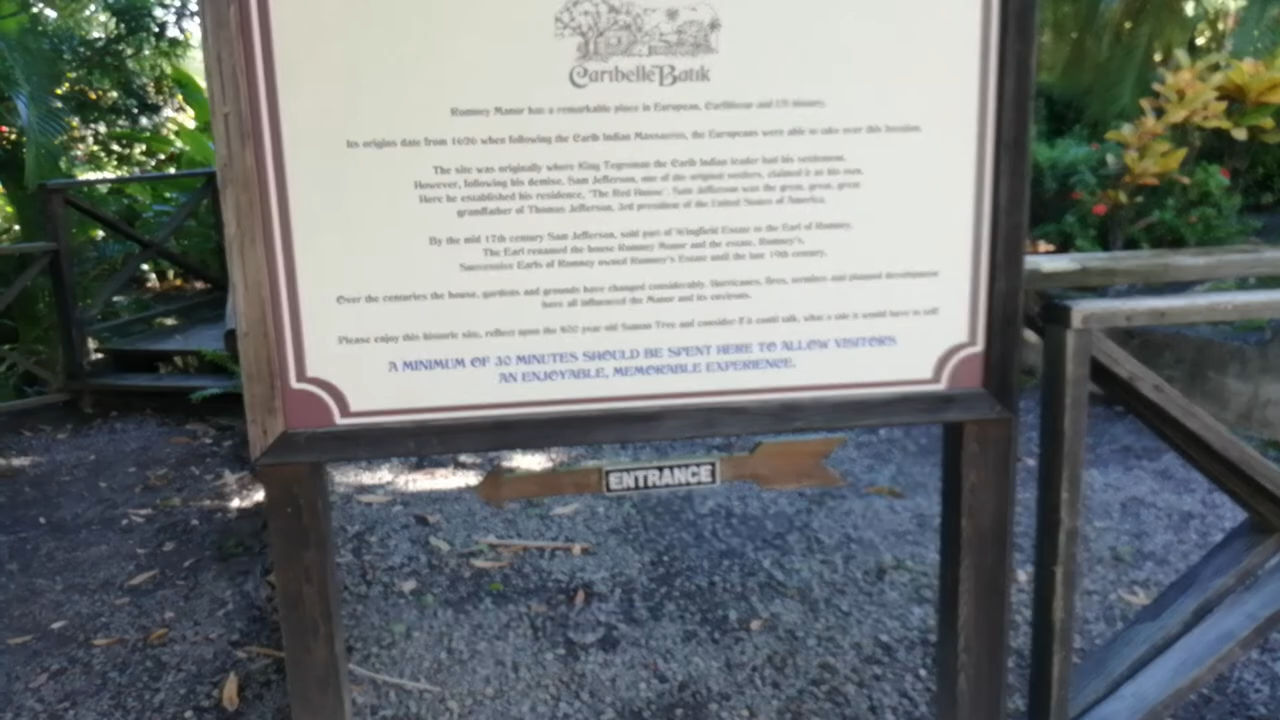 Caribelle Batik
Romney Manor has a remarkable place in European, Caribbean and US history.
Its origins date from 1626 when following the Carib Indian Massacres, the Europeans were able to take over this location.
The site was originally where King Tegreman the Carib Indian leader had his settlement.
However, following his demise, Sam Jefferson, one of the original settlers, claimed it as his own.
Here he established his residence, 'The Red House'. Sam Jefferson was the great, great, great
grandfather of Thomas Jefferson, 3rd president of the United States of America.
By the mid 17th century Sam Jefferson, sold part of Wingfield Estate to the Earl of Romney.
The Earl renamed the house Romney Manor and the estate, Romney's.
Successive Earls of Romney owned Romney's Estate until the late 19th century.
Over the centuries the house, gardens and grounds have changed considerably. Hurricanes, fires, termites and planned development
have all influenced the Manor and its environs.
Please enjoy this historic site, reflect upon the 400 year old Saman Tree and consider if it could talk, what a tale it would have to tell!
A MINIMUM OF 30 MINUTES SHOULD BE SPENT HERE TO ALLOW VISITORS
AN ENJOYABLE, MEMORABLE EXPERIENCE.
ENTRANCE